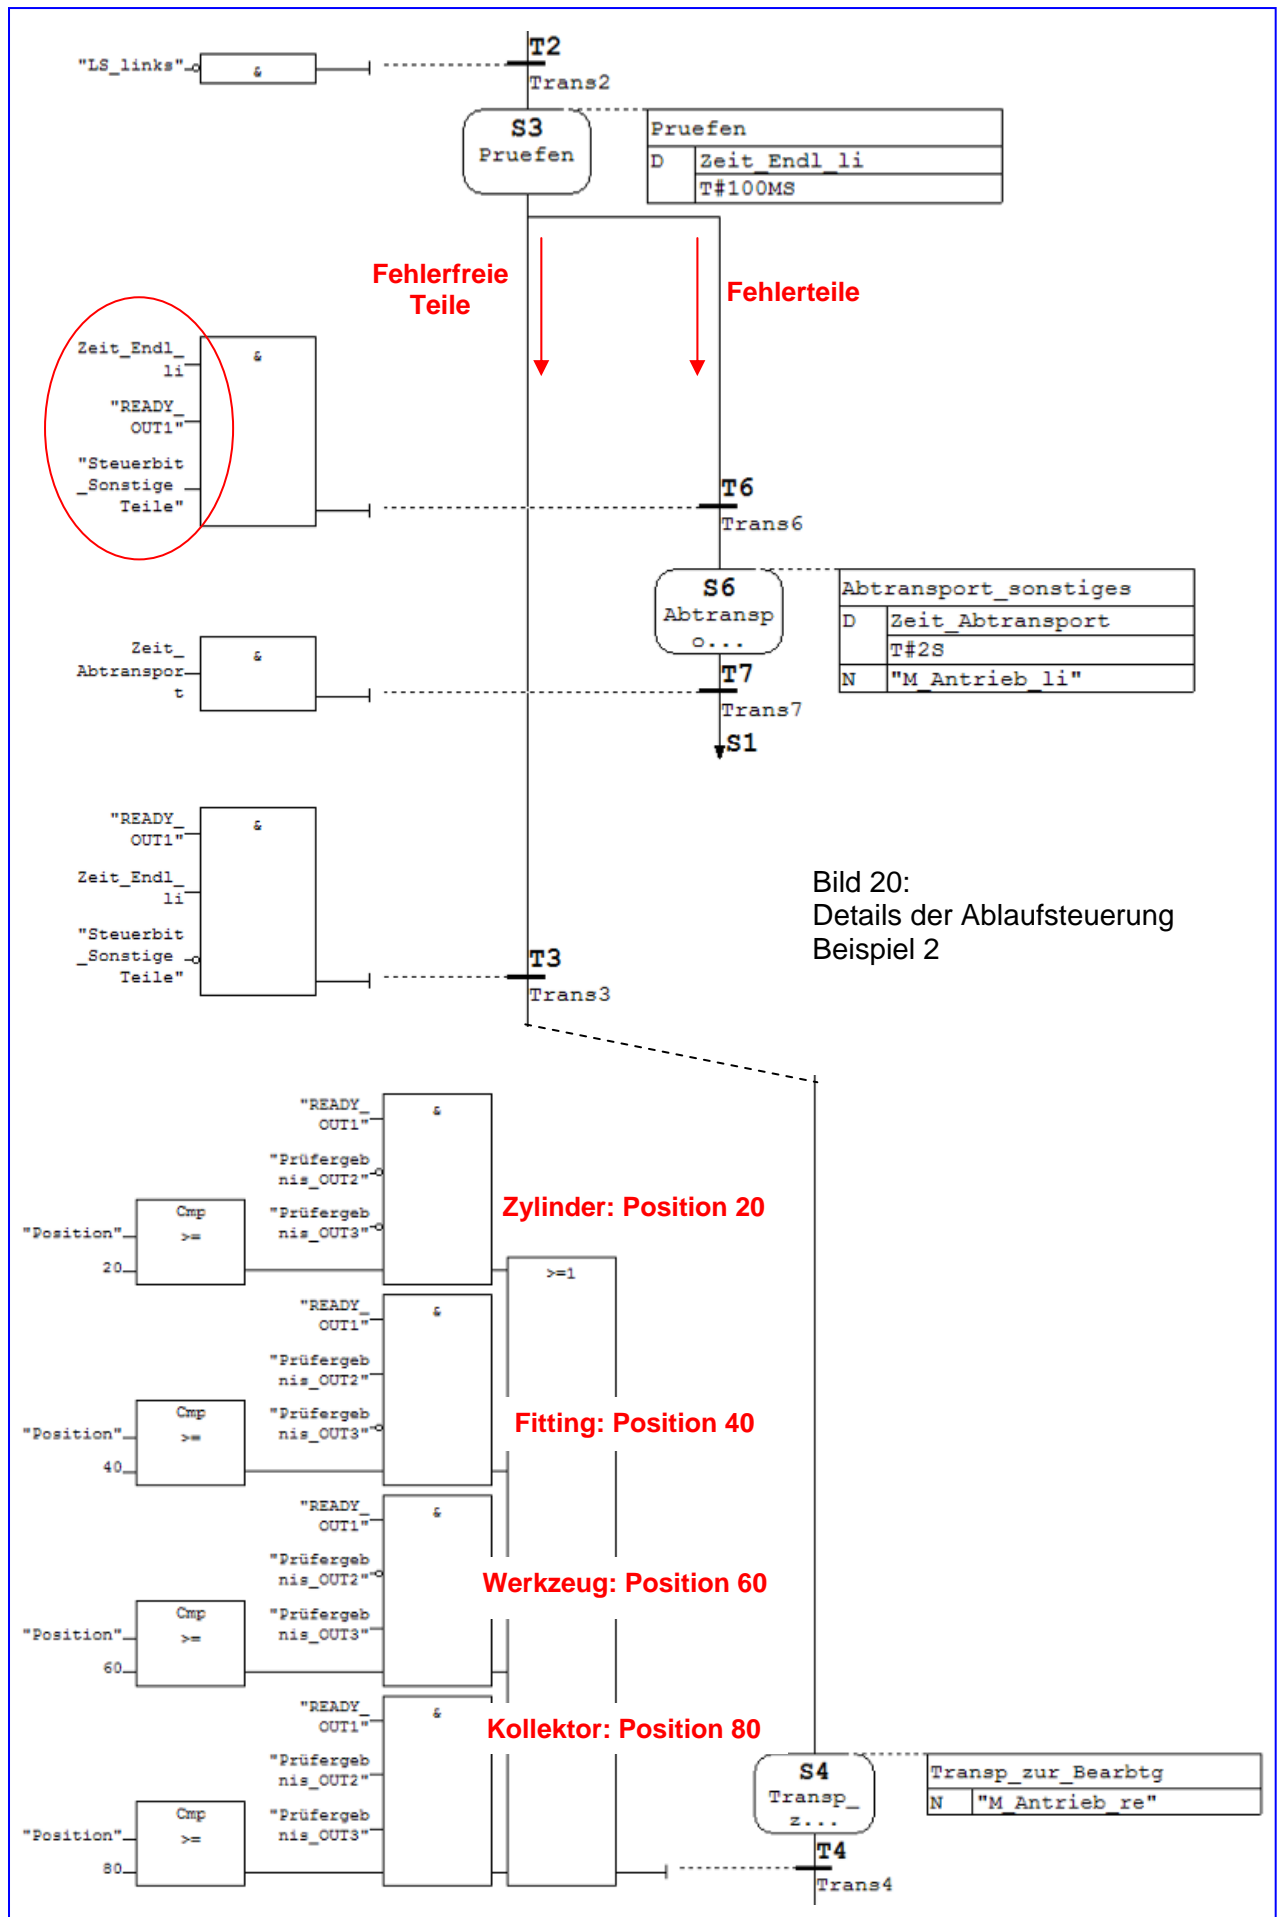 T2
"LS_links"
&
Trans2
S3
Pruefen
Pruefen
D
Zeit_Endl_li
T#100MS
Fehlerfreie
Teile
Fehlerteile
Zeit_Endl_
li
&
"READY_
OUT1"
"Steuerbit
_Sonstige
Teile"
T6
Trans6
S6
Abtransp
o...
Abtransport_sonstiges
D
Zeit_Abtransport
T#2S
N
"M_Antrieb_li"
Zeit_
Abtranspor
t
&
T7
Trans7
S1
"READY_
OUT1"
&
Zeit_Endl_
li
"Steuerbit
_Sonstige
Teile"
Bild 20:
Details der Ablaufsteuerung
Beispiel 2
T3
Trans3
"READY_
OUT1"
&
"Prüfergeb
nis_OUT2"
"Prüfergeb
nis_OUT3"
Zylinder: Position 20
Cmp
>=
"Position"
20
>=1
"READY_
OUT1"
&
"Prüfergeb
nis_OUT2"
"Prüfergeb
nis_OUT3"
Fitting: Position 40
Cmp
>=
"Position"
40
"READY_
OUT1"
&
"Prüfergeb
nis_OUT2"
"Prüfergeb
nis_OUT3"
Werkzeug: Position 60
Cmp
>=
"Position"
60
"READY_
OUT1"
&
"Prüfergeb
nis_OUT2"
"Prüfergeb
nis_OUT3"
Kollektor: Position 80
Cmp
>=
"Position"
80
S4
Transp_
z...
Transp_zur_Bearbtg
N
"M_Antrieb_re"
T4
Trans4